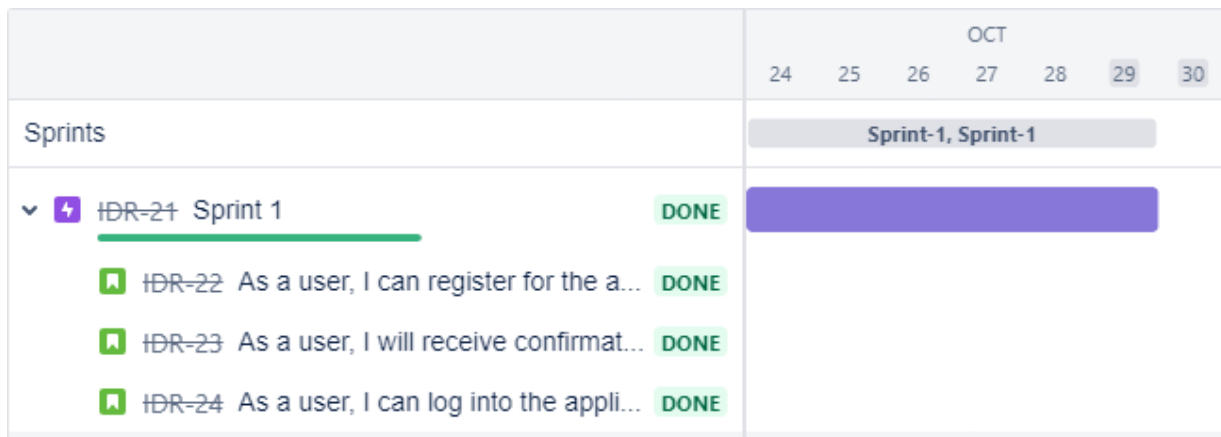 OCT
24 25 26 27 28 29 30
Sprints
Sprint-1, Sprint-1
IDR-21 Sprint 1 DONE
IDR-22 As a user, I can register for the a... DONE
IDR-23 As a user, I will receive confirmat... DONE
IDR-24 As a user, I can log into the appli... DONE